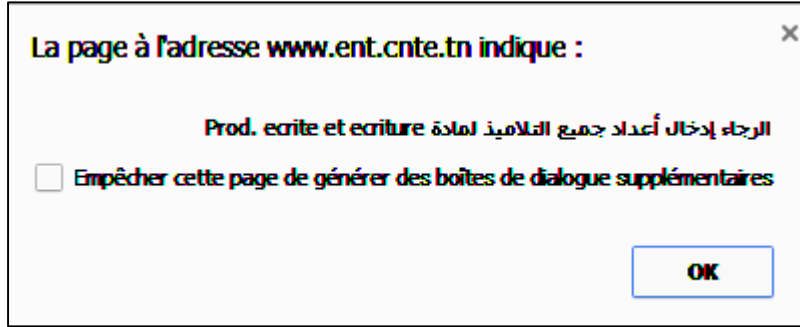 La page à l'adresse www.ent.cnte.tn indique :
الرجاء إدخال أعداد جميع التلاميذ لمادة Prod. ecrite et ecriture
Empêcher cette page de générer des boîtes de dialogue supplémentaires
OK